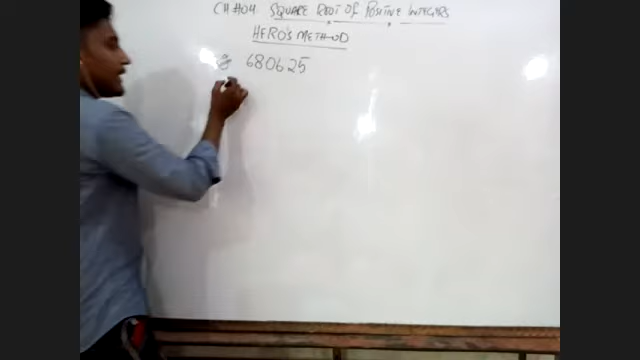 CH #04 SQUARE ROOT OF POSITIVE INTEGERS
HERO'S METHOD
680625